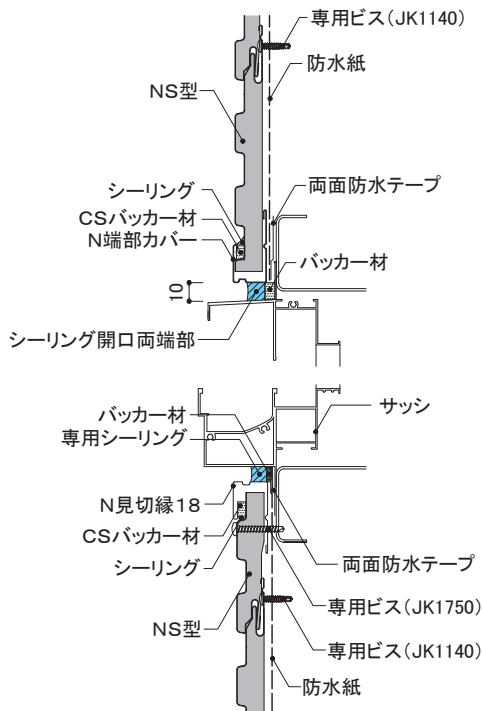 専用ビス(JK1140)
防水紙
NS型
シーリング
両面防水テープ
CSバッカー材
N端部カバー
バッカー材
10
シーリング開口両端部
バッカー材
サッシ
専用シーリング
N見切縁18
CSバッカー材
シーリング
両面防水テープ
専用ビス(JK1750)
NS型
専用ビス(JK1140)
防水紙